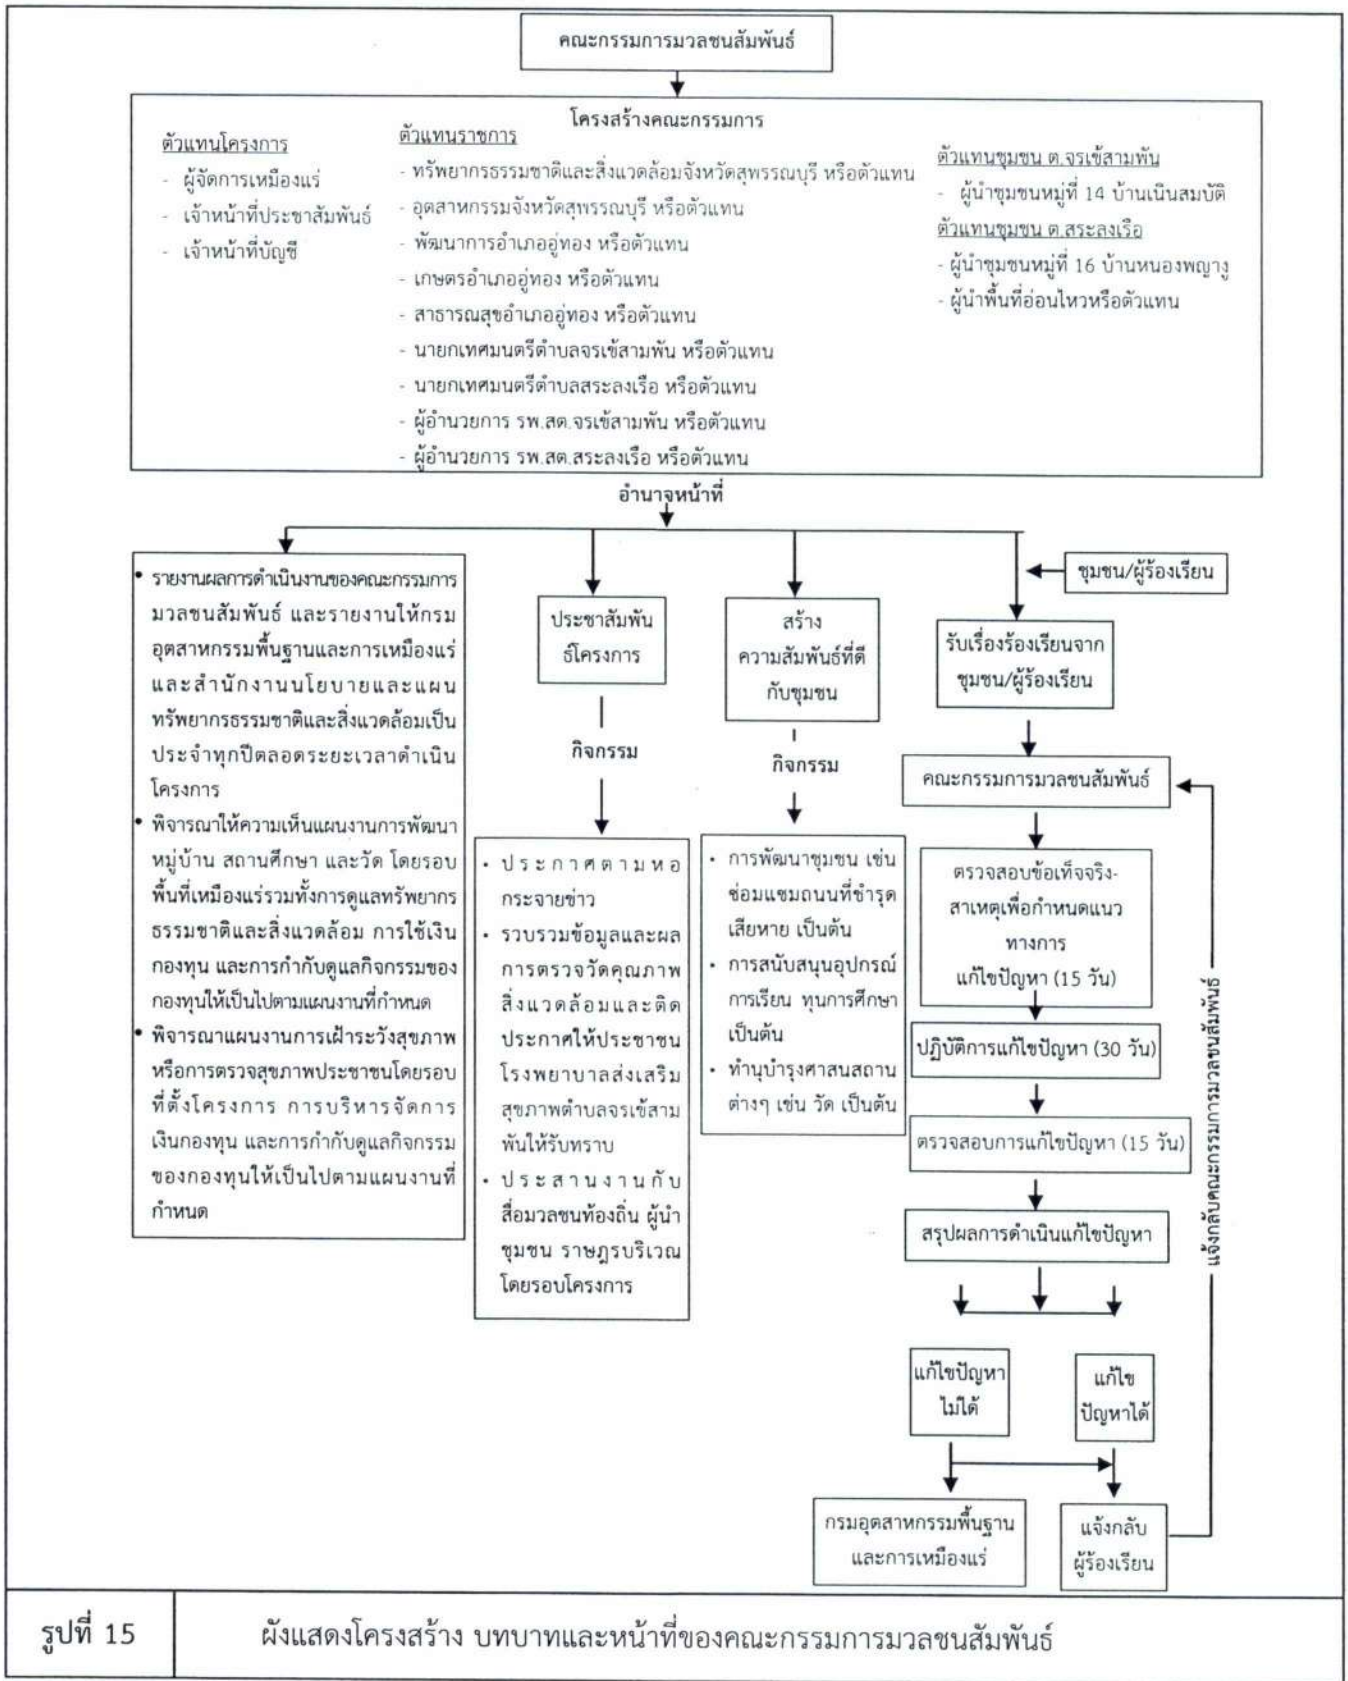 คณะกรรมการมวลชนสัมพันธ์
โครงสร้างคณะกรรมการ
ตัวแทนโครงการ
- ผู้จัดการเหมืองแร่
- เจ้าหน้าที่ประชาสัมพันธ์
- เจ้าหน้าที่บัญชี
ตัวแทนราชการ
- ทรัพยากรธรรมชาติและสิ่งแวดล้อมจังหวัดสุพรรณบุรี หรือตัวแทน
- อุตสาหกรรมจังหวัดสุพรรณบุรี หรือตัวแทน
- พัฒนาการอำเภออู่ทอง หรือตัวแทน
- เกษตรอำเภออู่ทอง หรือตัวแทน
- สาธารณสุขอำเภออู่ทอง หรือตัวแทน
- นายกเทศมนตรีตำบลจรเข้สามพัน หรือตัวแทน
- นายกเทศมนตรีตำบลสระลงเรือ หรือตัวแทน
- ผู้อำนวยการ รพ.สต.จรเข้สามพัน หรือตัวแทน
- ผู้อำนวยการ รพ.สต.สระลงเรือ หรือตัวแทน
ตัวแทนชุมชน ต.จรเข้สามพัน
- ผู้นำชุมชนหมู่ที่ 14 บ้านเนินสมบัติ
ตัวแทนชุมชน ต.สระลงเรือ
- ผู้นำชุมชนหมู่ที่ 16 บ้านหนองพญางู
- ผู้นำพื้นที่อ่อนไหวหรือตัวแทน
อำนาจหน้าที่
• รายงานผลการดำเนินงานของคณะกรรมการ
มวลชนสัมพันธ์ และรายงานให้กรม
อุตสาหกรรมพื้นฐานและการเหมืองแร่
และสำนักงานนโยบายและแผน
ทรัพยากรธรรมชาติและสิ่งแวดล้อมเป็น
ประจำทุกปีตลอดระยะเวลาดำเนิน
โครงการ
• พิจารณาให้ความเห็นแผนงานการพัฒนา
หมู่บ้าน สถานศึกษา และวัด โดยรอบ
พื้นที่เหมืองแร่รวมทั้งการดูแลทรัพยากร
ธรรมชาติและสิ่งแวดล้อม การใช้เงิน
กองทุน และการกำกับดูแลกิจกรรมของ
กองทุนให้เป็นไปตามแผนงานที่กำหนด
• พิจารณาแผนงานการเฝ้าระวังสุขภาพ
หรือการตรวจสุขภาพประชาชนโดยรอบ
ที่ตั้งโครงการ การบริหารจัดการ
เงินกองทุน และการกำกับดูแลกิจกรรม
ของกองทุนให้เป็นไปตามแผนงานที่
กำหนด
ประชาสัมพัน
ธ์โครงการ
กิจกรรม
• ประกาศตามหอ
กระจายข่าว
• รวบรวมข้อมูลและผล
การตรวจวัดคุณภาพ
สิ่งแวดล้อมและติด
ประกาศให้ประชาชน
โรงพยาบาลส่งเสริม
สุขภาพตำบลจรเข้สาม
พันให้รับทราบ
• ประสานงานกับ
สื่อมวลชนท้องถิ่น ผู้นำ
ชุมชน ราษฎรบริเวณ
โดยรอบโครงการ
สร้าง
ความสัมพันธ์ที่ดี
กับชุมชน
กิจกรรม
• การพัฒนาชุมชน เช่น
ซ่อมแซมถนนที่ชำรุด
เสียหาย เป็นต้น
• การสนับสนุนอุปกรณ์
การเรียน ทุนการศึกษา
เป็นต้น
• ทำนุบำรุงศาสนสถาน
ต่างๆ เช่น วัด เป็นต้น
ชุมชน/ผู้ร้องเรียน
รับเรื่องร้องเรียนจาก
ชุมชน/ผู้ร้องเรียน
คณะกรรมการมวลชนสัมพันธ์
ตรวจสอบข้อเท็จจริง-
สาเหตุเพื่อกำหนดแนว
ทางการ
แก้ไขปัญหา (15 วัน)
ปฏิบัติการแก้ไขปัญหา (30 วัน)
ตรวจสอบการแก้ไขปัญหา (15 วัน)
สรุปผลการดำเนินแก้ไขปัญหา
แก้ไขปัญหา
ไม่ได้
แก้ไข
ปัญหาได้
กรมอุตสาหกรรมพื้นฐาน
และการเหมืองแร่
แจ้งกลับ
ผู้ร้องเรียน
แจ้งกลับคณะกรรมการมวลชนสัมพันธ์
รูปที่ 15
ผังแสดงโครงสร้าง บทบาทและหน้าที่ของคณะกรรมการมวลชนสัมพันธ์